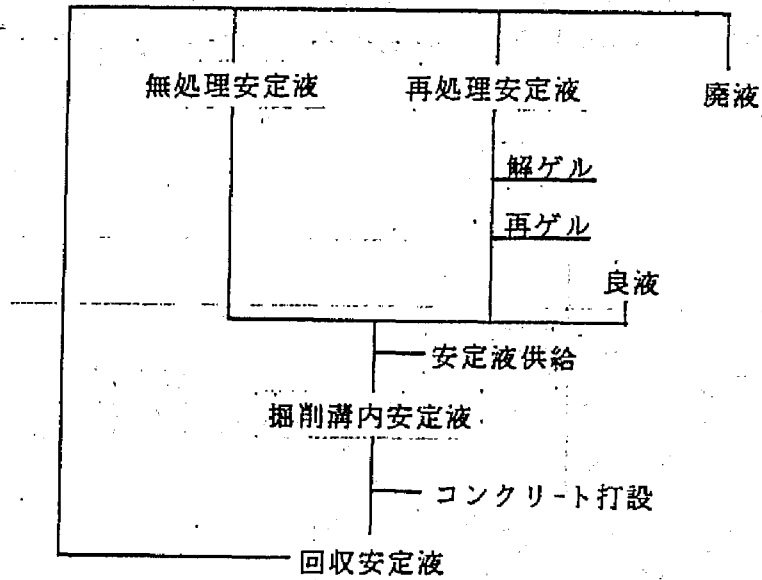 無処理安定液
再処理安定液
廃液
解ゲル
再ゲル
良液
安定液供給
掘削溝内安定液
コンクリート打設
回収安定液